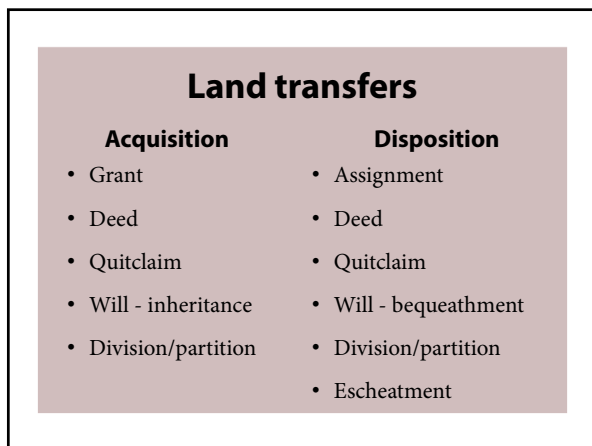 Land transfers
Acquisition
• Grant
• Deed
• Quitclaim
• Will - inheritance
• Division/partition
Disposition
• Assignment
• Deed
• Quitclaim
• Will - bequeathment
• Division/partition
• Escheatment